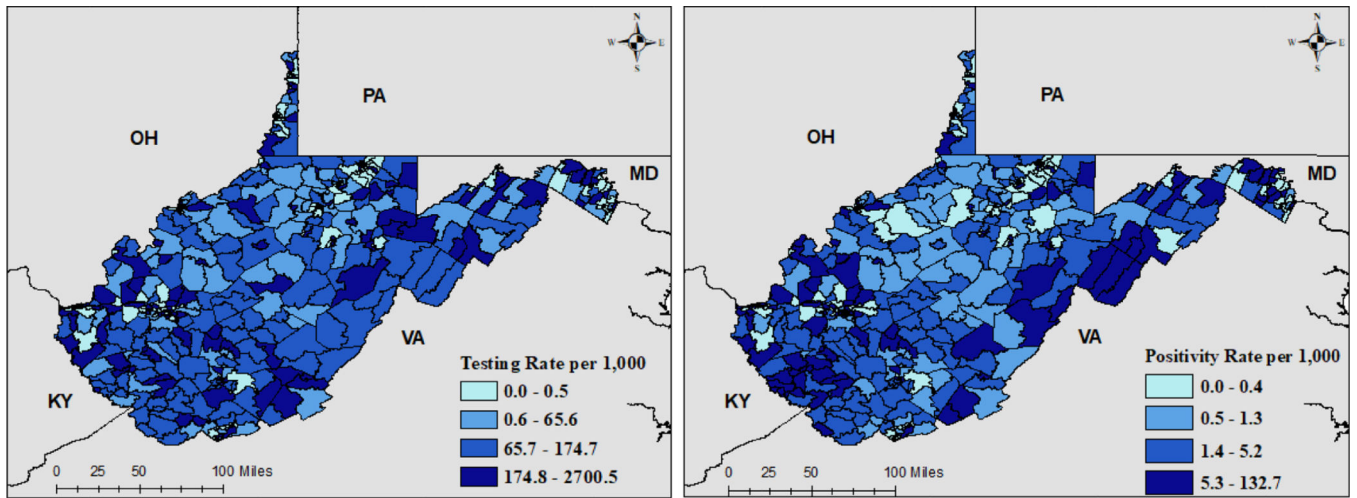 N
W E
S
PA
OH
MD
VA
KY
Testing Rate per 1,000
0.0 - 0.5
0.6 - 65.6
65.7 - 174.7
174.8 - 2700.5
0 25 50 100 Miles
N
W E
S
PA
OH
MD
VA
KY
Positivity Rate per 1,000
0.0 - 0.4
0.5 - 1.3
1.4 - 5.2
5.3 - 132.7
0 25 50 100 Miles